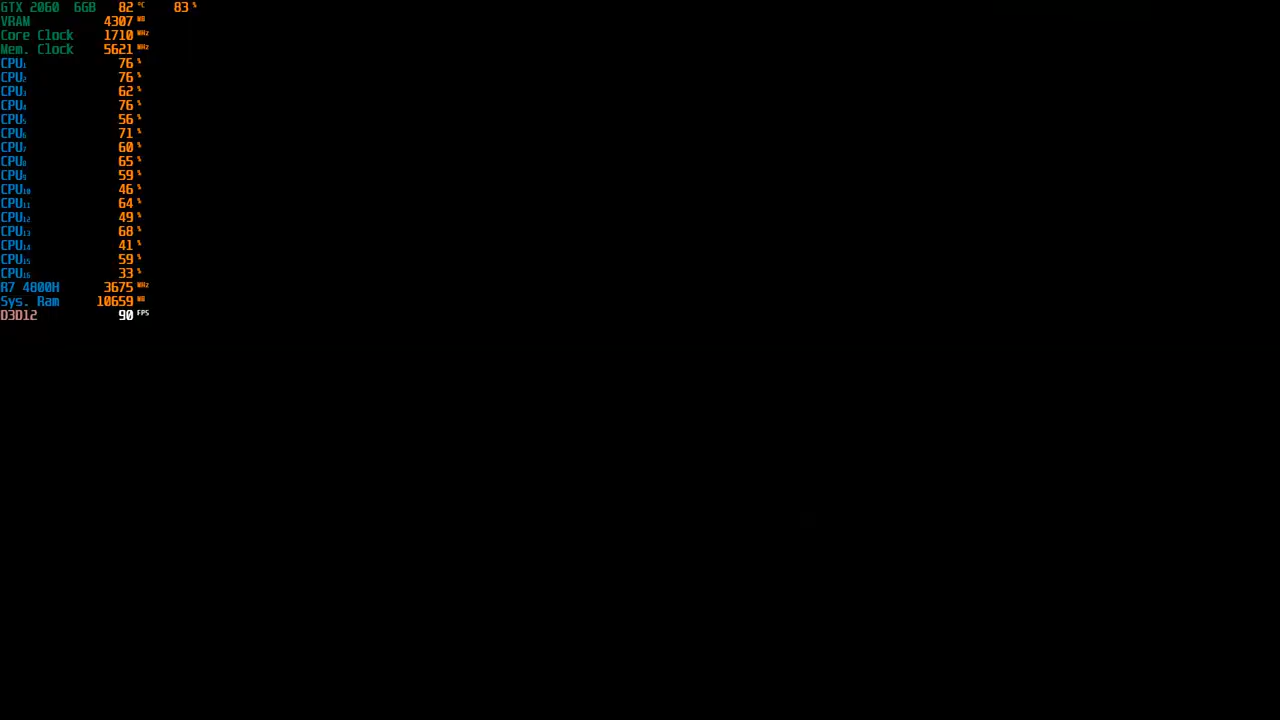 GTX 2060 6GB 82 °C 83 %
VRAM 4307 MB
Core Clock 1710 MHz
Mem. Clock 5621 MHz
CPU1 76 %
CPU2 76 %
CPU3 62 %
CPU4 76 %
CPU5 56 %
CPU6 71 %
CPU7 60 %
CPU8 65 %
CPU9 59 %
CPU10 46 %
CPU11 64 %
CPU12 49 %
CPU13 68 %
CPU14 41 %
CPU15 59 %
CPU16 33 %
R7 4800H 3675 MHz
Sys. Ram 10659 MB
D3D12 90 FPS